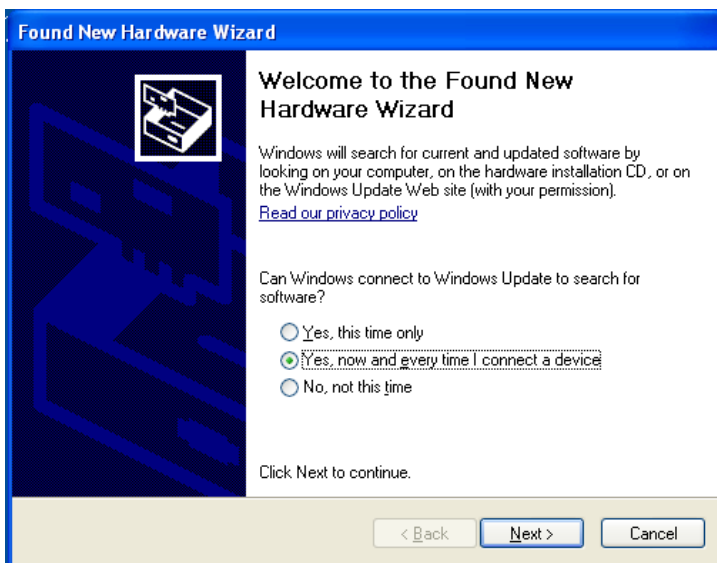 Found New Hardware Wizard
Welcome to the Found New
Hardware Wizard
Windows will search for current and updated software by
looking on your computer, on the hardware installation CD, or on
the Windows Update Web site (with your permission).
Read our privacy policy
Can Windows connect to Windows Update to search for
software?
Yes, this time only
Yes, now and every time I connect a device
No, not this time
Click Next to continue.
< Back
Next >
Cancel